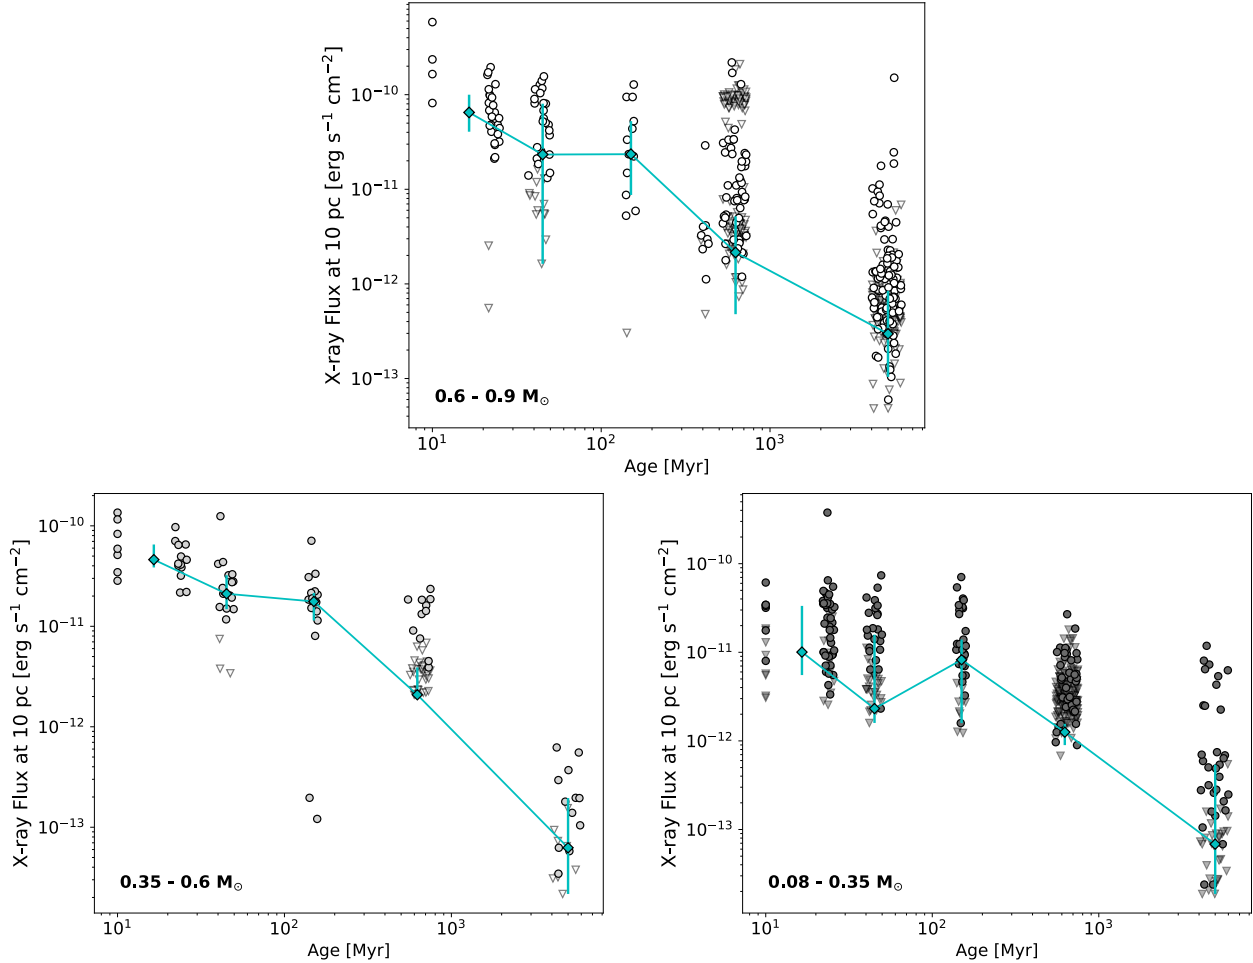 X-ray Flux at 10 pc [erg s⁻¹ cm⁻²]
10⁻¹⁰
10⁻¹¹
10⁻¹²
10⁻¹³
0.6 - 0.9 M☉
10¹ 10² 10³
Age [Myr]
X-ray Flux at 10 pc [erg s⁻¹ cm⁻²]
10⁻¹⁰
10⁻¹¹
10⁻¹²
10⁻¹³
0.35 - 0.6 M☉
10¹ 10² 10³
Age [Myr]
X-ray Flux at 10 pc [erg s⁻¹ cm⁻²]
10⁻¹⁰
10⁻¹¹
10⁻¹²
10⁻¹³
0.08 - 0.35 M☉
10¹ 10² 10³
Age [Myr]